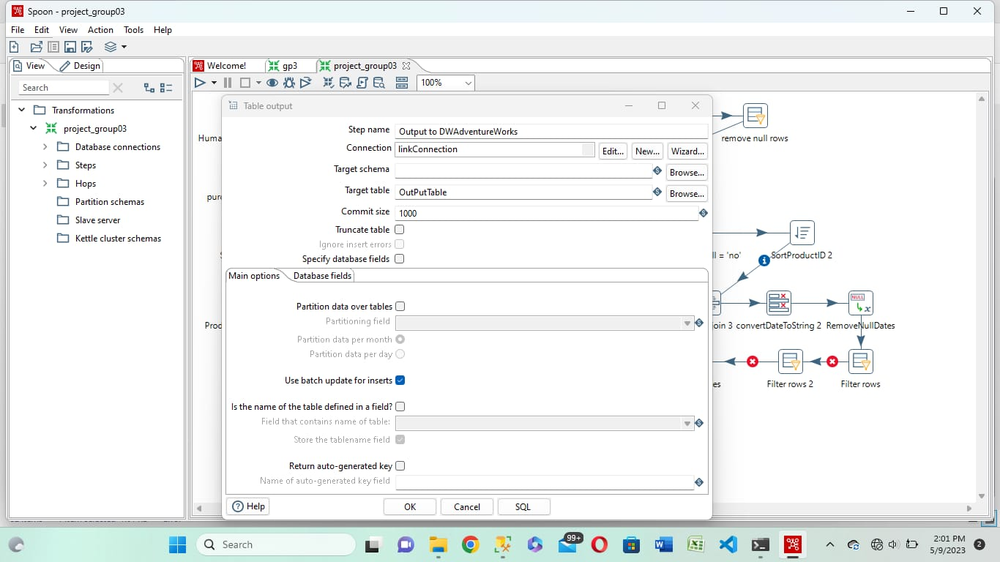 Spoon - project_group03
File Edit View Action Tools Help
View Design
Search
Transformations
project_group03
Database connections
Steps
Hops
Partition schemas
Slave server
Kettle cluster schemas
Welcome! gp3 project_group03
100%
Huma
purc
Proc
remove null rows
ll = 'no' SortProductID 2
oin 3 convertDateToString 2 RemoveNullDates
es Filter rows 2 Filter rows
Table output
Step name Output to DWAdventureWorks
Connection linkConnection Edit... New... Wizard...
Target schema Browse...
Target table OutPutTable Browse...
Commit size 1000
Truncate table
Ignore insert errors
Specify database fields
Main options Database fields
Partition data over tables
Partitioning field
Partition data per month
Partition data per day
Use batch update for inserts
Is the name of the table defined in a field?
Field that contains name of table:
Store the tablename field
Return auto-generated key
Name of auto-generated key field
Help OK Cancel SQL
Search 99+ 2:01 PM
5/9/2023 2